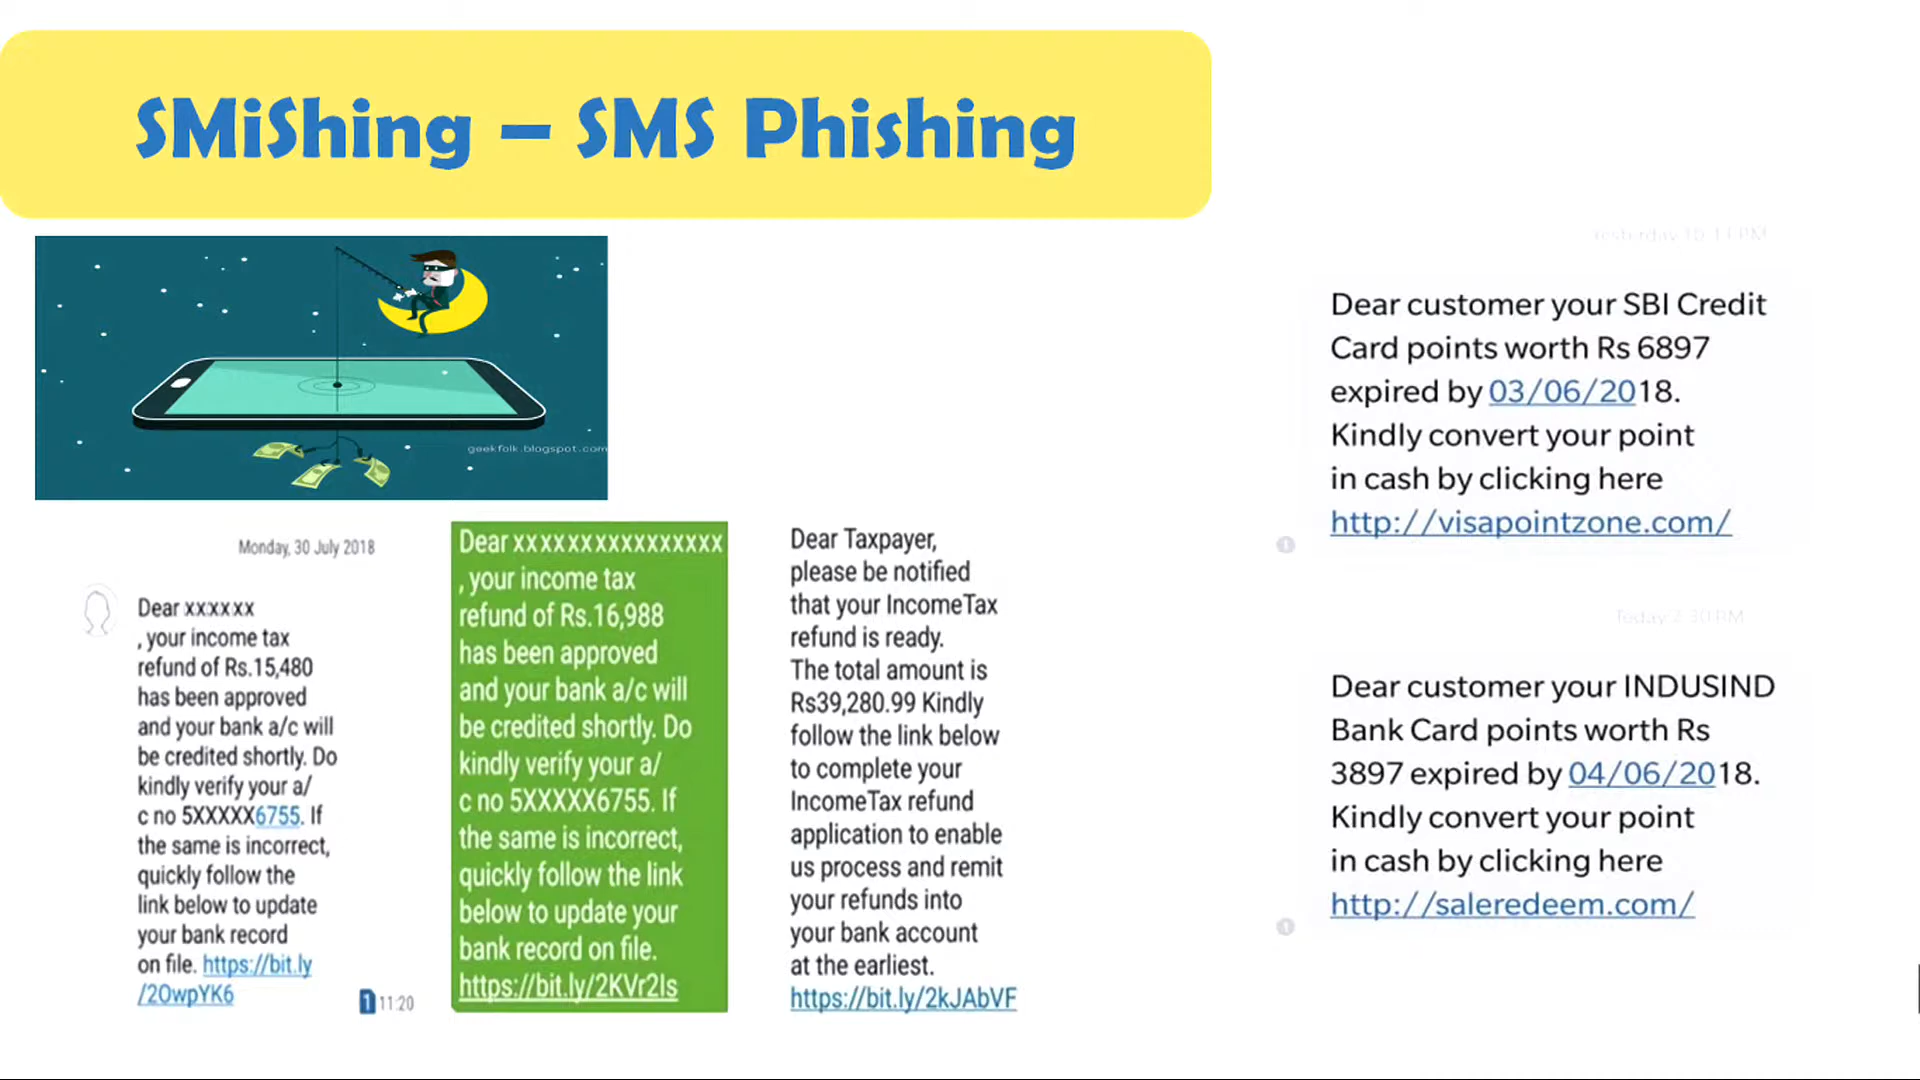 SMiShing – SMS Phishing
geekfolk.blogspot.com
Monday, 30 July 2018
Dear xxxxxx
, your income tax
refund of Rs.15,480
has been approved
and your bank a/c will
be credited shortly. Do
kindly verify your a/
c no 5XXXXX6755. If
the same is incorrect,
quickly follow the
link below to update
your bank record
on file. https://bit.ly
/2OwpYK6
1 11:20
Dear xxxxxxxxxxxxxxxx
, your income tax
refund of Rs.16,988
has been approved
and your bank a/c will
be credited shortly. Do
kindly verify your a/
c no 5XXXXX6755. If
the same is incorrect,
quickly follow the link
below to update your
bank record on file.
https://bit.ly/2KVr2Is
Dear Taxpayer,
please be notified
that your IncomeTax
refund is ready.
The total amount is
Rs39,280.99 Kindly
follow the link below
to complete your
IncomeTax refund
application to enable
us process and remit
your refunds into
your bank account
at the earliest.
https://bit.ly/2kJAbVF
Yesterday PM
Dear customer your SBI Credit
Card points worth Rs 6897
expired by 03/06/2018.
Kindly convert your point
in cash by clicking here
http://visapointzone.com/
1
Today PM
Dear customer your INDUSIND
Bank Card points worth Rs
3897 expired by 04/06/2018.
Kindly convert your point
in cash by clicking here
http://saleredeem.com/
1